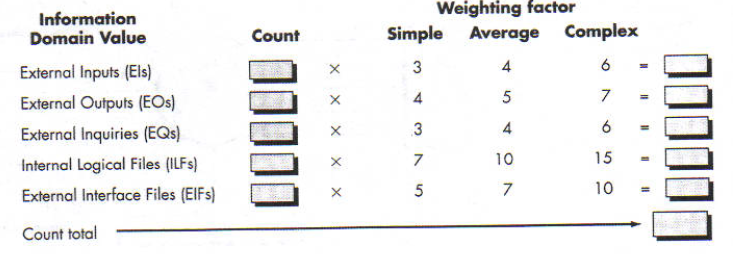 Information Weighting factor
Domain Value Count Simple Average Complex
External Inputs (EIs) × 3 4 6 =
External Outputs (EOs) × 4 5 7 =
External Inquiries (EQs) × 3 4 6 =
Internal Logical Files (ILFs) × 7 10 15 =
External Interface Files (EIFs) × 5 7 10 =
Count total